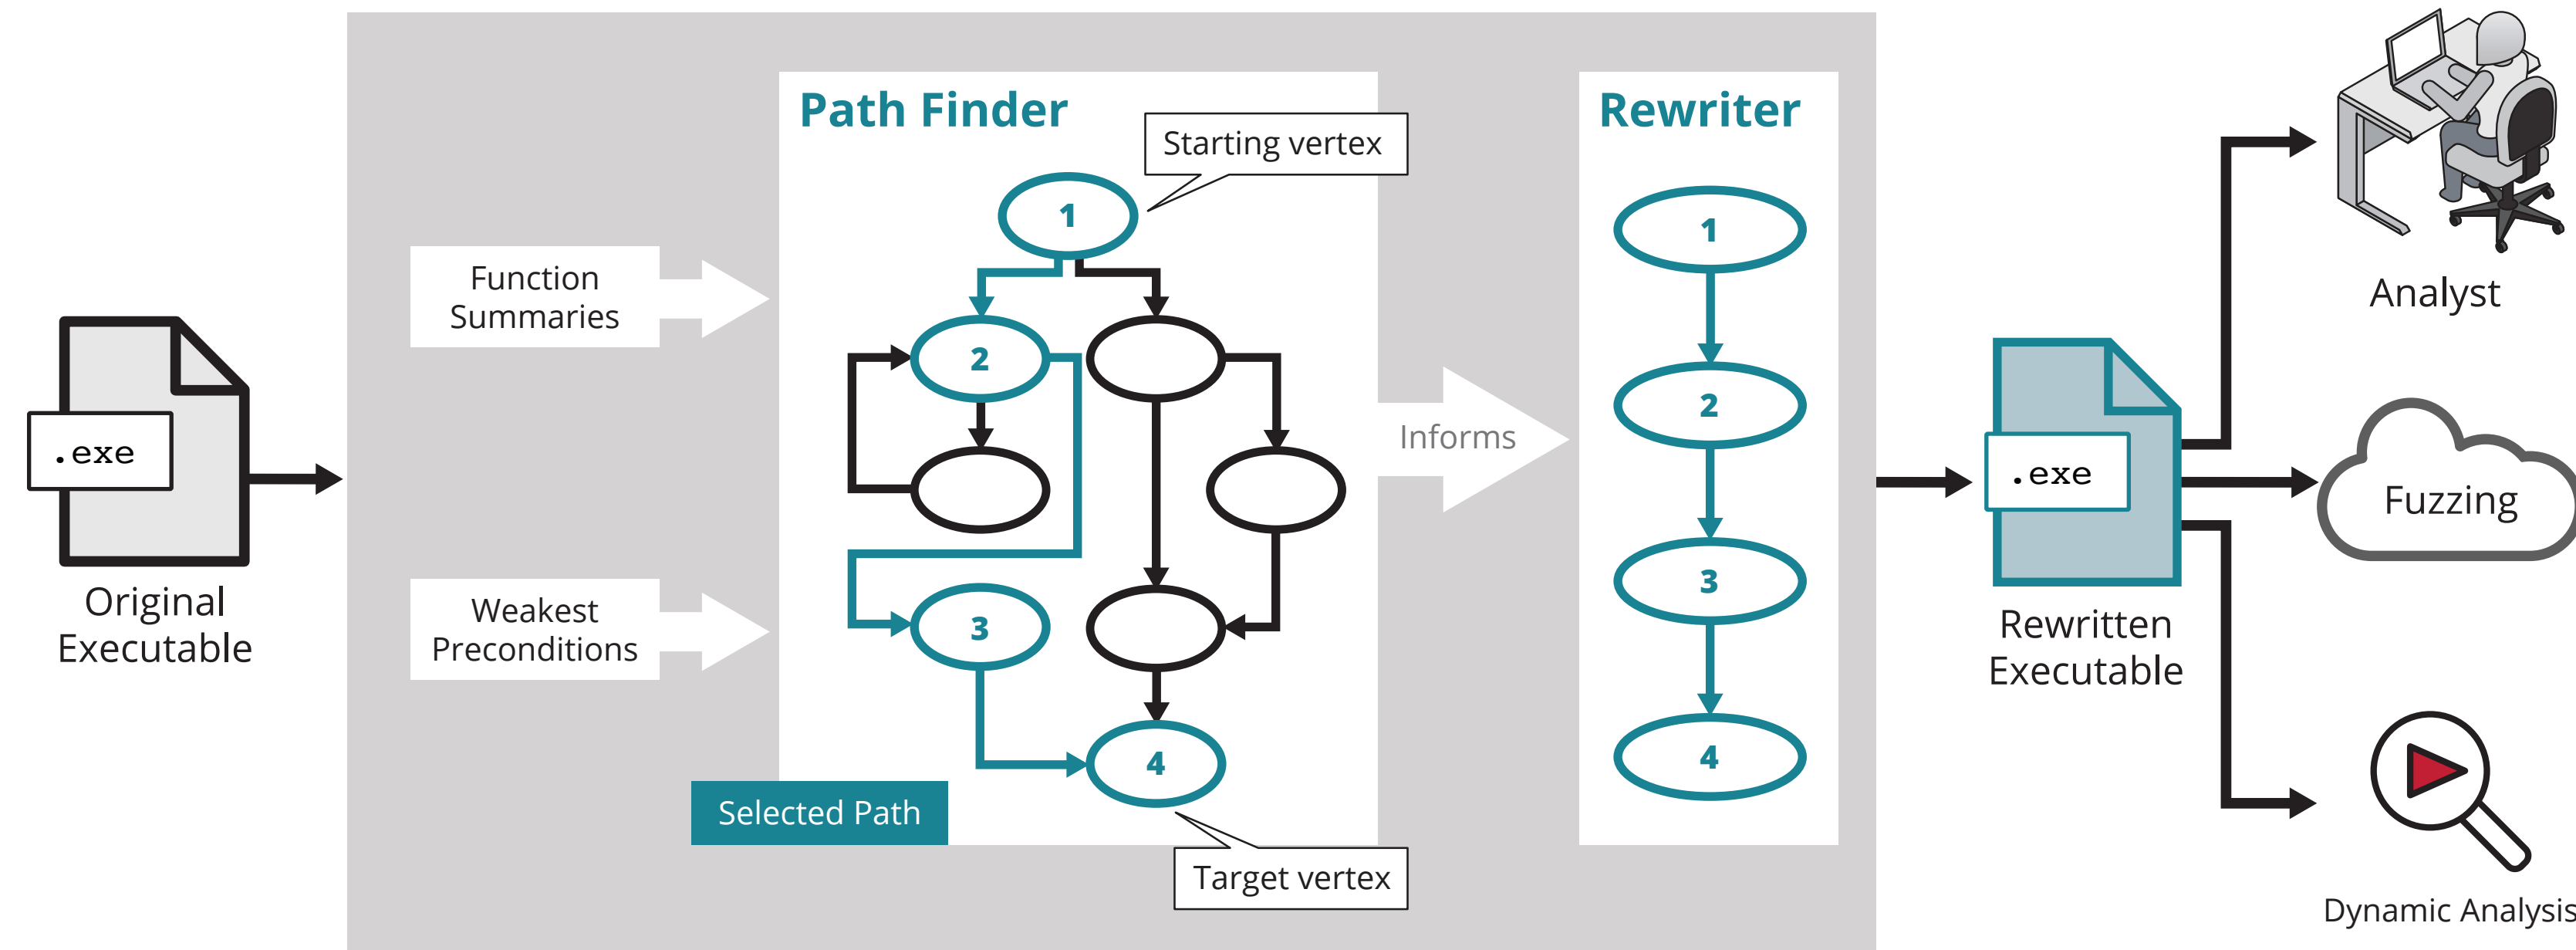 .exe
Original
Executable
Function
Summaries
Weakest
Preconditions
Path Finder
Starting vertex
1
2
3
4
Selected Path
Target vertex
Informs
Rewriter
1
2
3
4
.exe
Rewritten
Executable
Analyst
Fuzzing
Dynamic Analysis